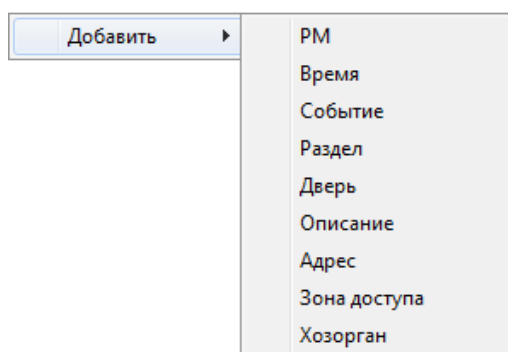 Добавить
РМ
Время
Событие
Раздел
Дверь
Описание
Адрес
Зона доступа
Хозорган